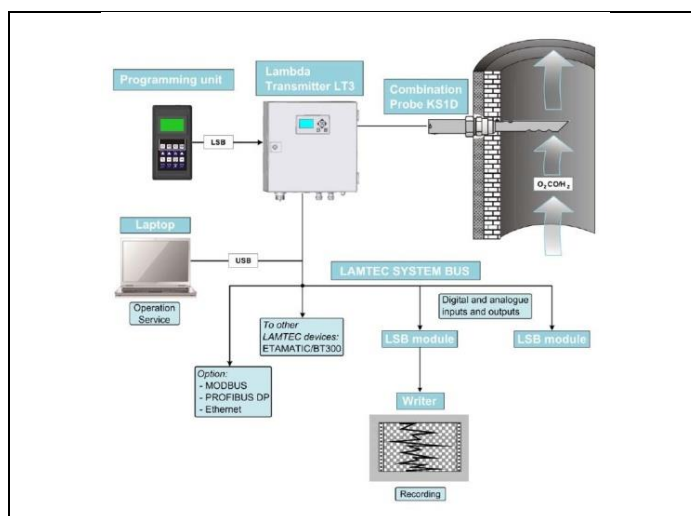 Programming unit
Lambda
Transmitter LT3
Combination
Probe KS1D
LSB
O2CO/H2
Laptop
USB
LAMTEC SYSTEM BUS
Operation
Service
To other
LAMTEC devices:
ETAMATIC/BT300
Digital and analogue
inputs and outputs
LSB module
LSB module
Option:
- MODBUS
- PROFIBUS DP
- Ethernet
Writer
Recording